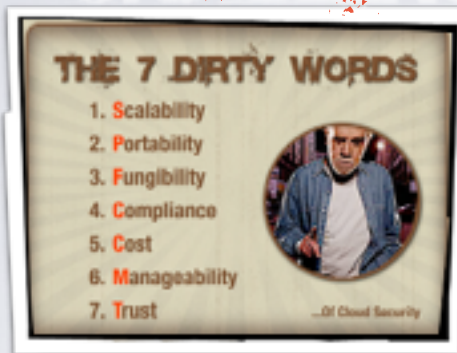 THE 7 DIRTY WORDS
1. Scalability
2. Portability
3. Fungibility
4. Compliance
5. Cost
6. Manageability
7. Trust
...Of Cloud Security